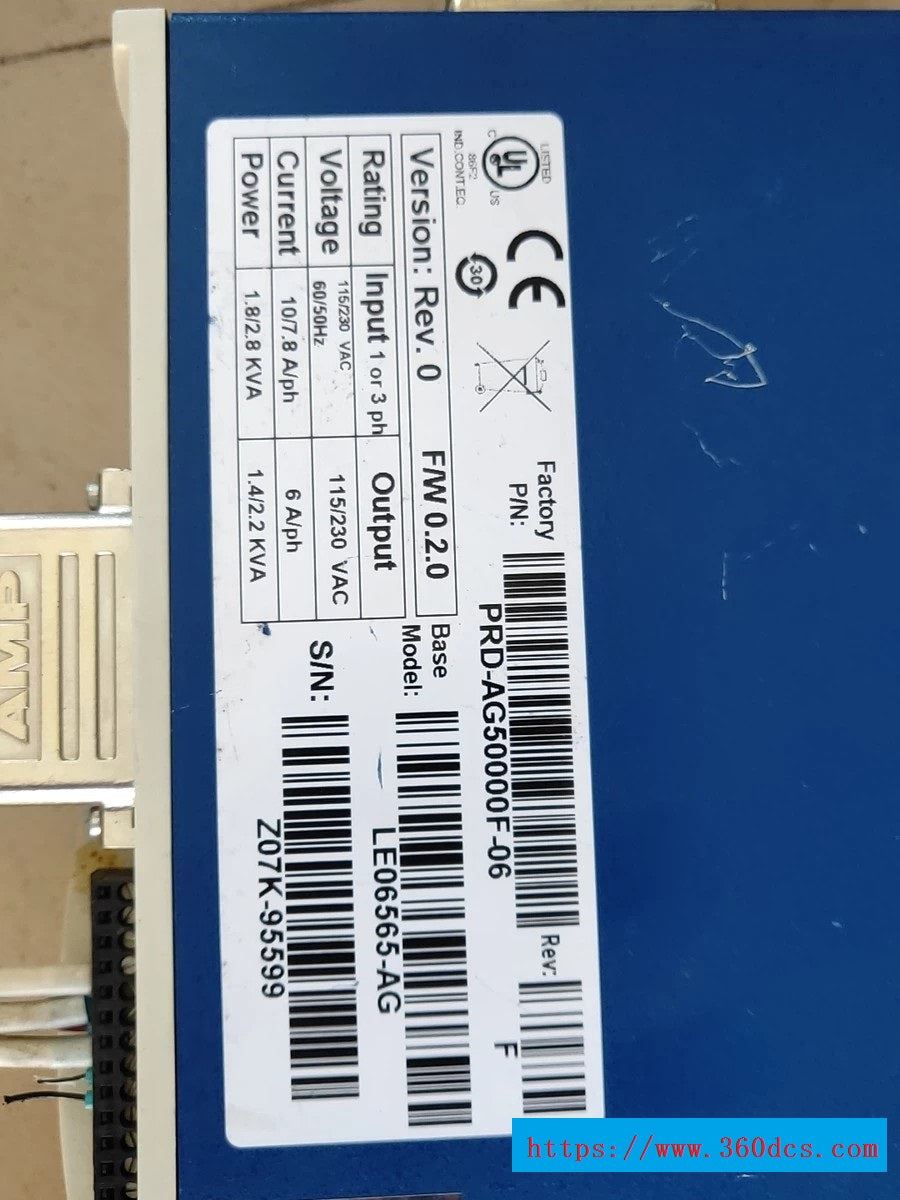 LISTED
UL
C
US
86F2
IND.CONT.EQ.
CE
30
Factory
P/N:
PRD-AG50000F-06
Rev:
F
Version: Rev. 0 F/W 0.2.0
Base
Model:
LE06565-AG
Rating Input 1 or 3 ph Output
Voltage 115/230 VAC 60/50Hz 115/230 VAC
Current 10/7.8 A/ph 6 A/ph
Power 1.8/2.8 KVA 1.4/2.2 KVA
S/N:
Z07K-95599
AMP
https://www.360dcs.com